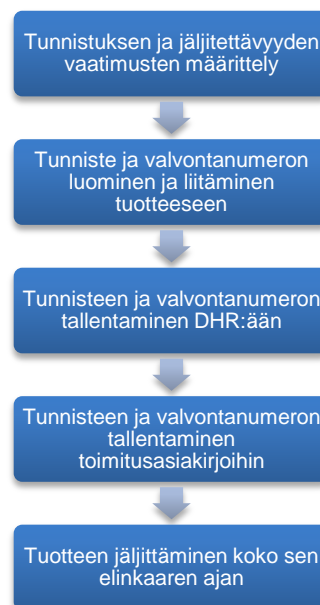 Tunnistuksen ja jäljitettävyyden
vaatimusten määrittely
Tunniste ja valvontanumeron
luominen ja liitäminen
tuotteeseen
Tunnisteen ja valvontanumeron
tallentaminen DHR:ään
Tunnisteen ja valvontanumeron
tallentaminen
toimitusasiakirjoihin
Tuotteen jäljittäminen koko sen
elinkaaren ajan